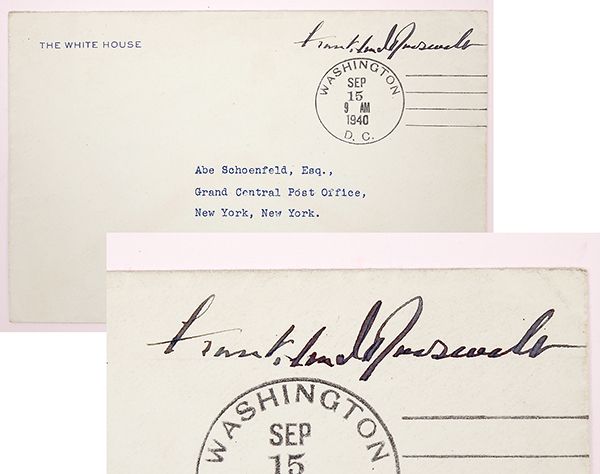 THE WHITE HOUSE
Franklin D Roosevelt
WASHINGTON
SEP
15
9 AM
1940
D. C.
Abe Schoenfeld, Esq.,
Grand Central Post Office,
New York, New York.
Franklin D Roosevelt
WASHINGTON
SEP
15